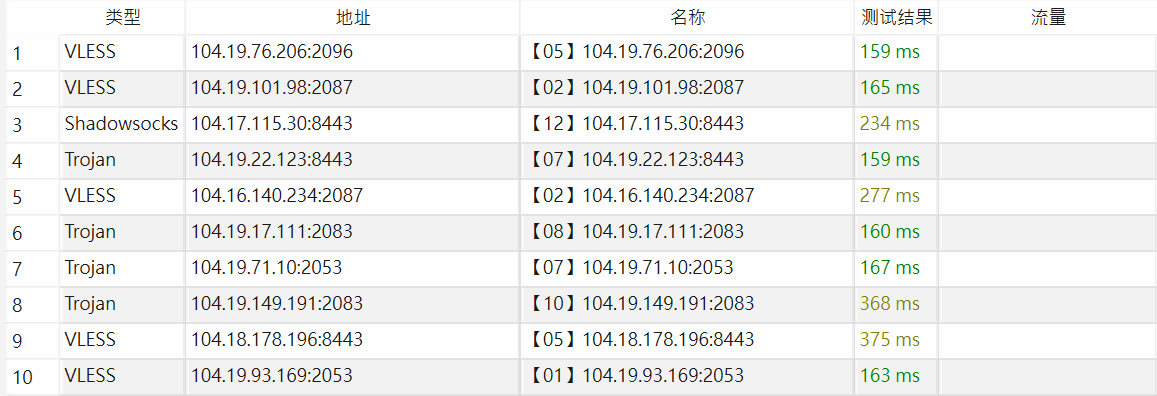 类型 地址 名称 测试结果 流量
1 VLESS 104.19.76.206:2096 【05】104.19.76.206:2096 159 ms
2 VLESS 104.19.101.98:2087 【02】104.19.101.98:2087 165 ms
3 Shadowsocks 104.17.115.30:8443 【12】104.17.115.30:8443 234 ms
4 Trojan 104.19.22.123:8443 【07】104.19.22.123:8443 159 ms
5 VLESS 104.16.140.234:2087 【02】104.16.140.234:2087 277 ms
6 Trojan 104.19.17.111:2083 【08】104.19.17.111:2083 160 ms
7 Trojan 104.19.71.10:2053 【07】104.19.71.10:2053 167 ms
8 Trojan 104.19.149.191:2083 【10】104.19.149.191:2083 368 ms
9 VLESS 104.18.178.196:8443 【05】104.18.178.196:8443 375 ms
10 VLESS 104.19.93.169:2053 【01】104.19.93.169:2053 163 ms